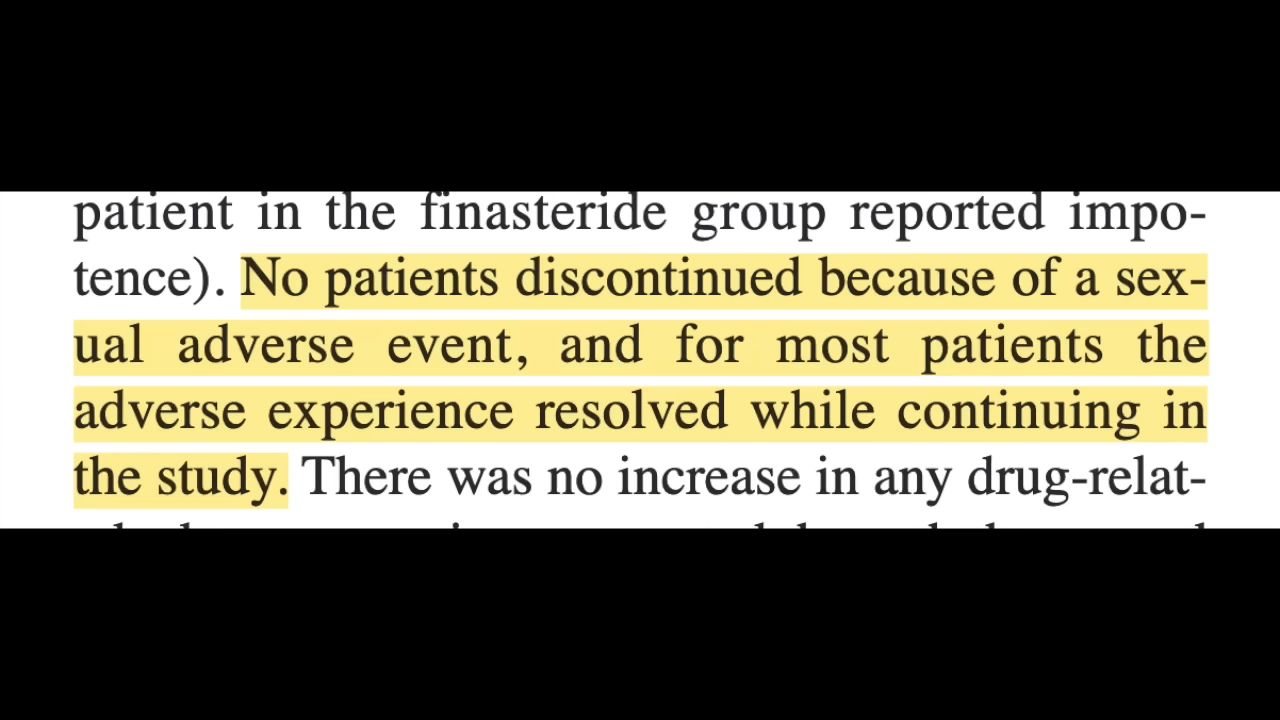 patient in the finasteride group reported impo-
tence). No patients discontinued because of a sex-
ual adverse event, and for most patients the
adverse experience resolved while continuing in
the study. There was no increase in any drug-relat-